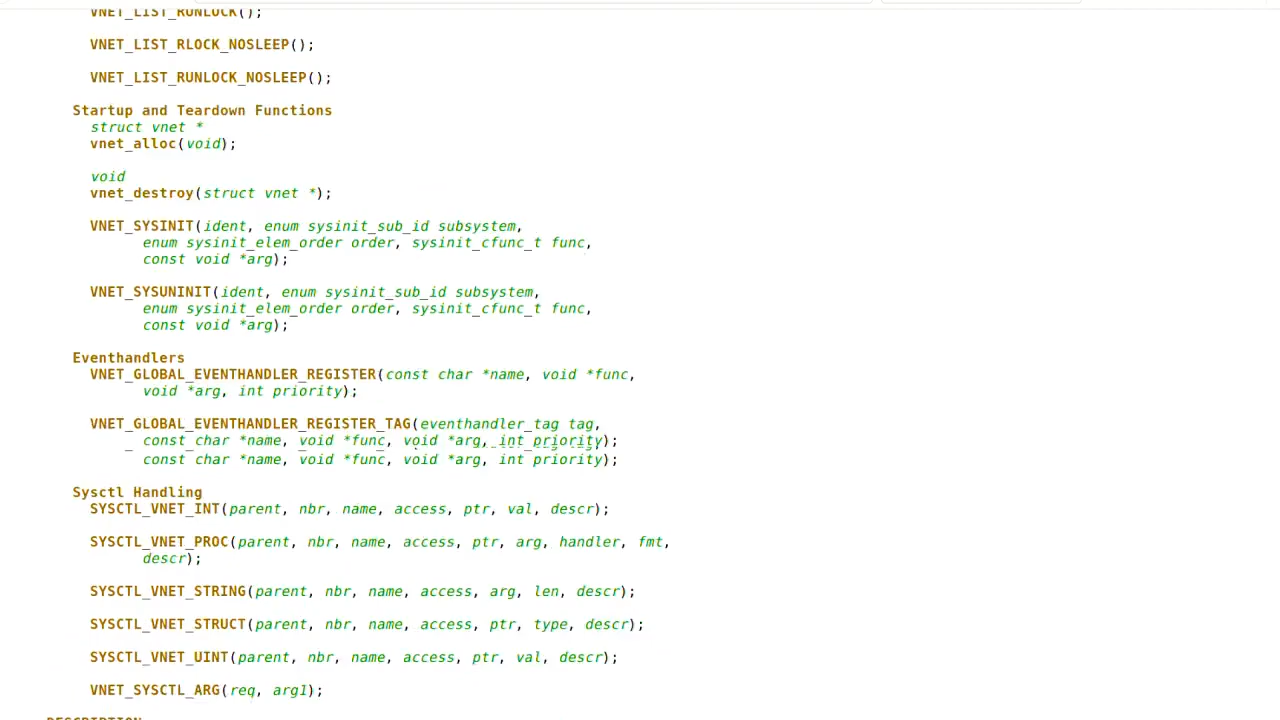 VNET_LIST_RUNLOCK();
VNET_LIST_RLOCK_NOSLEEP();
VNET_LIST_RUNLOCK_NOSLEEP();
Startup and Teardown Functions
struct vnet *
vnet_alloc(void);
void
vnet_destroy(struct vnet *);
VNET_SYSINIT(ident, enum sysinit_sub_id subsystem,
enum sysinit_elem_order order, sysinit_cfunc_t func,
const void *arg);
VNET_SYSUNINIT(ident, enum sysinit_sub_id subsystem,
enum sysinit_elem_order order, sysinit_cfunc_t func,
const void *arg);
Eventhandlers
VNET_GLOBAL_EVENTHANDLER_REGISTER(const char *name, void *func,
void *arg, int priority);
VNET_GLOBAL_EVENTHANDLER_REGISTER_TAG(eventhandler_tag tag,
const char *name, void *func, void *arg, int priority);
const char *name, void *func, void *arg, int priority);
Sysctl Handling
SYSCTL_VNET_INT(parent, nbr, name, access, ptr, val, descr);
SYSCTL_VNET_PROC(parent, nbr, name, access, ptr, arg, handler, fmt,
descr);
SYSCTL_VNET_STRING(parent, nbr, name, access, arg, len, descr);
SYSCTL_VNET_STRUCT(parent, nbr, name, access, ptr, type, descr);
SYSCTL_VNET_UINT(parent, nbr, name, access, ptr, val, descr);
VNET_SYSCTL_ARG(req, arg1);
DESCRIPTION